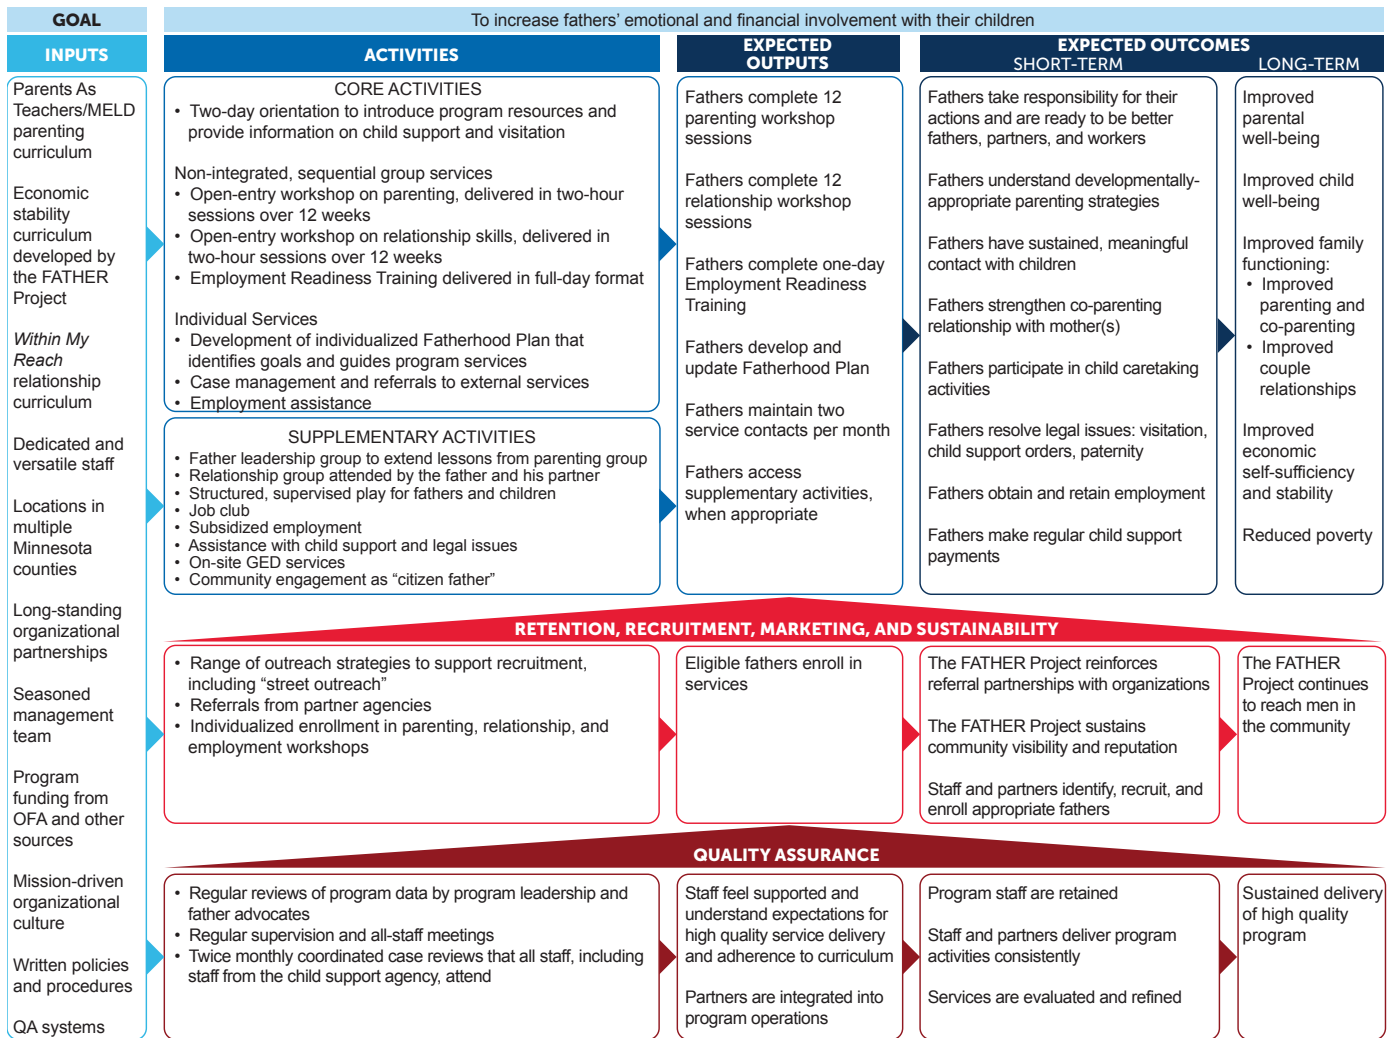 GOAL
To increase fathers’ emotional and financial involvement with their children
INPUTS
Parents As
Teachers/MELD
parenting
curriculum
Economic
stability
curriculum
developed by
the FATHER
Project
Within My
Reach
relationship
curriculum
Dedicated and
versatile staff
Locations in
multiple
Minnesota
counties
Long-standing
organizational
partnerships
Seasoned
management
team
Program
funding from
OFA and other
sources
Mission-driven
organizational
culture
Written policies
and procedures
QA systems
ACTIVITIES
CORE ACTIVITIES
• Two-day orientation to introduce program resources and
provide information on child support and visitation
Non-integrated, sequential group services
• Open-entry workshop on parenting, delivered in two-hour
sessions over 12 weeks
• Open-entry workshop on relationship skills, delivered in
two-hour sessions over 12 weeks
• Employment Readiness Training delivered in full-day format
Individual Services
• Development of individualized Fatherhood Plan that
identifies goals and guides program services
• Case management and referrals to external services
• Employment assistance
SUPPLEMENTARY ACTIVITIES
• Father leadership group to extend lessons from parenting group
• Relationship group attended by the father and his partner
• Structured, supervised play for fathers and children
• Job club
• Subsidized employment
• Assistance with child support and legal issues
• On-site GED services
• Community engagement as “citizen father”
EXPECTED
OUTPUTS
Fathers complete 12
parenting workshop
sessions
Fathers complete 12
relationship workshop
sessions
Fathers complete one-day
Employment Readiness
Training
Fathers develop and
update Fatherhood Plan
Fathers maintain two
service contacts per month
Fathers access
supplementary activities,
when appropriate
EXPECTED OUTCOMES
SHORT-TERM
LONG-TERM
Fathers take responsibility for their
actions and are ready to be better
fathers, partners, and workers
Fathers understand developmentally-
appropriate parenting strategies
Fathers have sustained, meaningful
contact with children
Fathers strengthen co-parenting
relationship with mother(s)
Fathers participate in child caretaking
activities
Fathers resolve legal issues: visitation,
child support orders, paternity
Fathers obtain and retain employment
Fathers make regular child support
payments
Improved
parental
well-being
Improved child
well-being
Improved family
functioning:
• Improved
parenting and
co-parenting
• Improved
couple
relationships
Improved
economic
self-sufficiency
and stability
Reduced poverty
RETENTION, RECRUITMENT, MARKETING, AND SUSTAINABILITY
• Range of outreach strategies to support recruitment,
including “street outreach”
• Referrals from partner agencies
• Individualized enrollment in parenting, relationship, and
employment workshops
Eligible fathers enroll in
services
The FATHER Project reinforces
referral partnerships with organizations
The FATHER Project sustains
community visibility and reputation
Staff and partners identify, recruit, and
enroll appropriate fathers
The FATHER
Project continues
to reach men in
the community
QUALITY ASSURANCE
• Regular reviews of program data by program leadership and
father advocates
• Regular supervision and all-staff meetings
• Twice monthly coordinated case reviews that all staff, including
staff from the child support agency, attend
Staff feel supported and
understand expectations for
high quality service delivery
and adherence to curriculum
Partners are integrated into
program operations
Program staff are retained
Staff and partners deliver program
activities consistently
Services are evaluated and refined
Sustained delivery
of high quality
program